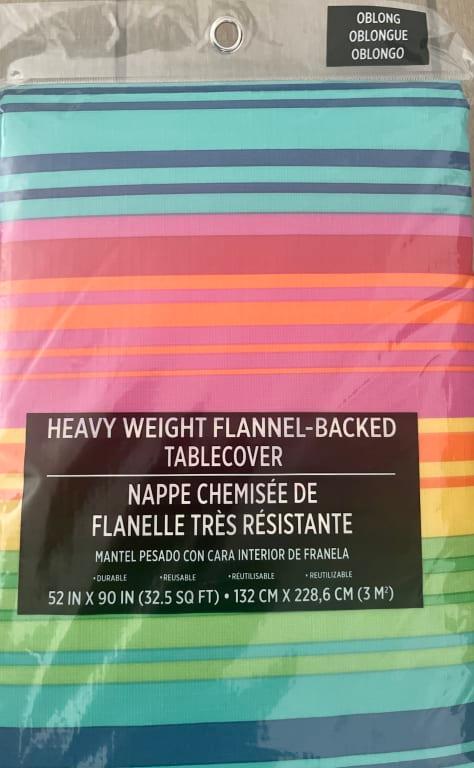 OBLONG
OBLONGUE
OBLONGO
HEAVY WEIGHT FLANNEL-BACKED
TABLECOVER
NAPPE CHEMISÉE DE
FLANELLE TRÈS RÉSISTANTE
MANTEL PESADO CON CARA INTERIOR DE FRANELA
• DURABLE • REUSABLE • RÉUTILISABLE • REUTILIZABLE
52 IN X 90 IN (32.5 SQ FT) • 132 CM X 228,6 CM (3 M²)